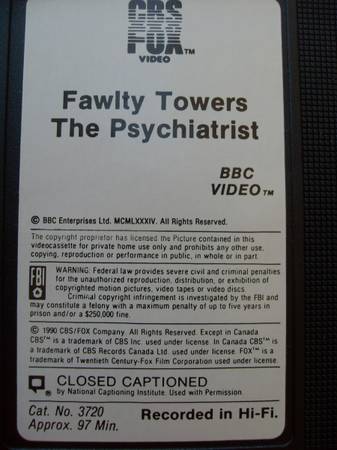 CBS
FOX™
VIDEO
Fawlty Towers
The Psychiatrist
BBC
VIDEO™
© BBC Enterprises Ltd. MCMLXXXIV. All Rights Reserved.
The copyright proprietor has licensed the Picture contained in this
videocassette for private home use only and prohibits any other use,
copying, reproduction or performance in public, in whole or in part.
FBI
WARNING: Federal law provides severe civil and criminal penalties
for the unauthorized reproduction, distribution, or exhibition of
copyrighted motion pictures, video tapes or video discs.
Criminal copyright infringement is investigated by the FBI and
may constitute a felony with a maximum penalty of up to five years in
prison and/or a $250,000 fine.
© 1990 CBS/FOX Company. All Rights Reserved. Except in Canada
CBS™ is a trademark of CBS Inc. used under license. In Canada CBS™ is
a trademark of CBS Records Canada Ltd. used under license. FOX™ is a
trademark of Twentieth Century-Fox Film Corporation used under license.
CLOSED CAPTIONED
by National Captioning Institute. Used with Permission.
Cat. No. 3720
Recorded in Hi-Fi.
Approx. 97 Min.